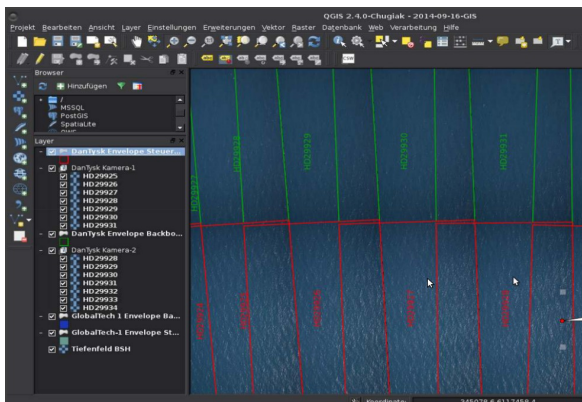 QGIS 2.4.0-Chugiak - 2014-09-16-GIS
Projekt Bearbeiten Ansicht Layer Einstellungen Erweiterungen Vektor Raster Datenbank Web Verarbeitung Hilfe
CSW
Browser
Hinzufügen
/
MSSQL
PostGIS
SpatiaLite
Layer
DanTysk Envelope Steuer...
DanTysk Kamera-1
HD29925
HD29926
HD29927
HD29928
HD29929
HD29930
HD29931
DanTysk Envelope Backbo...
DanTysk Kamera-2
HD29928
HD29929
HD29930
HD29931
HD29932
HD29933
HD29934
GlobalTech 1 Envelope Ba...
GlobalTech-1 Envelope St...
Tiefenfeld BSH
HD29927
HD29928
HD29929
HD29930
HD29931
Koordinate: